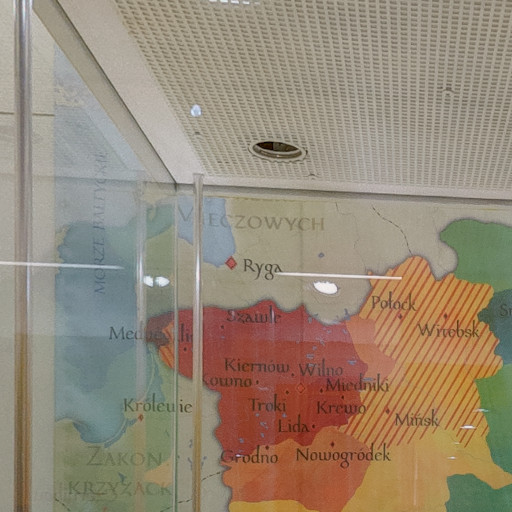 MIECZOWYCH
MORZE BAŁTYCKIE
Ryga
Szawle
Połock
Witebsk
Kiernów
Wilno
Kowno
Miedniki
Królewie
Troki
Krewo
Lida
Mińsk
Grodno
Nowogródek
ZAKON
KRZYŻACKI